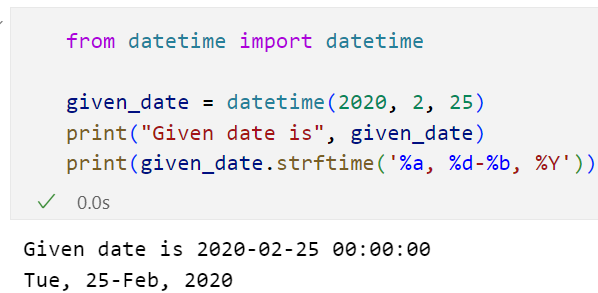 from datetime import datetime
given_date = datetime(2020, 2, 25)
print("Given date is", given_date)
print(given_date.strftime('%a, %d-%b, %Y'))
0.0s
Given date is 2020-02-25 00:00:00
Tue, 25-Feb, 2020